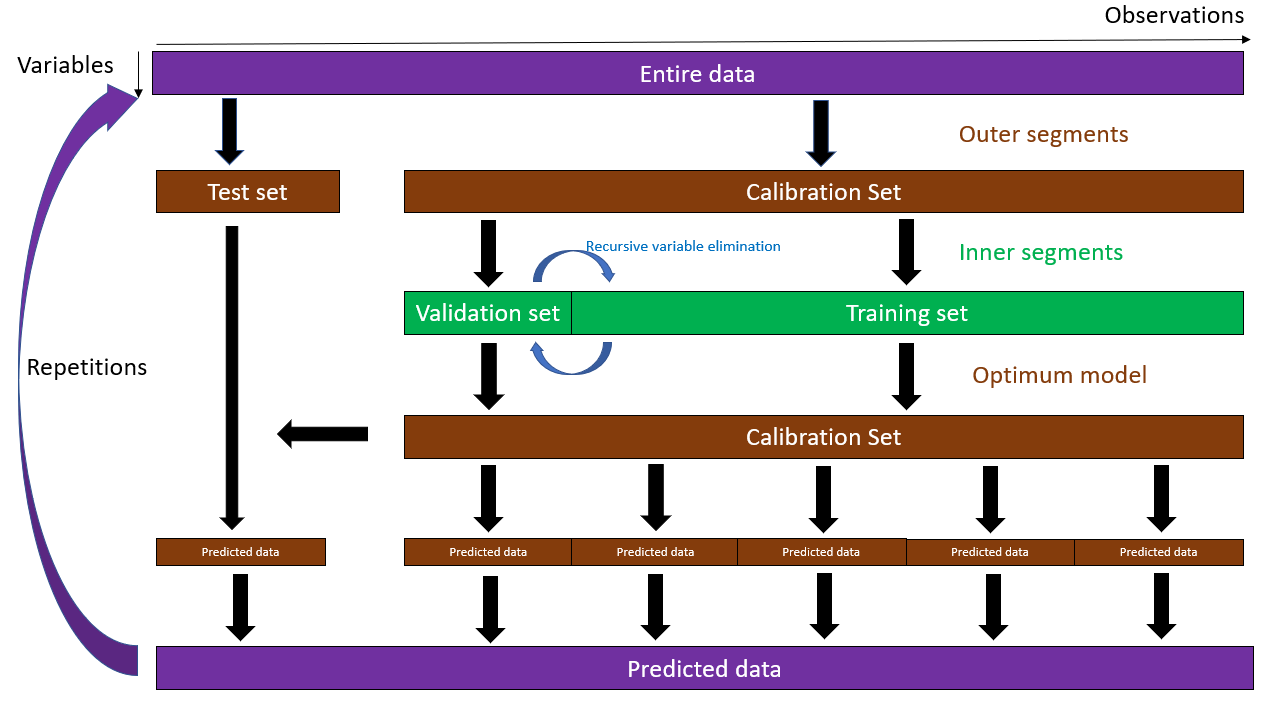 Observations
Variables
Entire data
Outer segments
Test set
Calibration Set
Recursive variable elimination
Inner segments
Validation set
Training set
Repetitions
Optimum model
Calibration Set
Predicted data
Predicted data
Predicted data
Predicted data
Predicted data
Predicted data
Predicted data